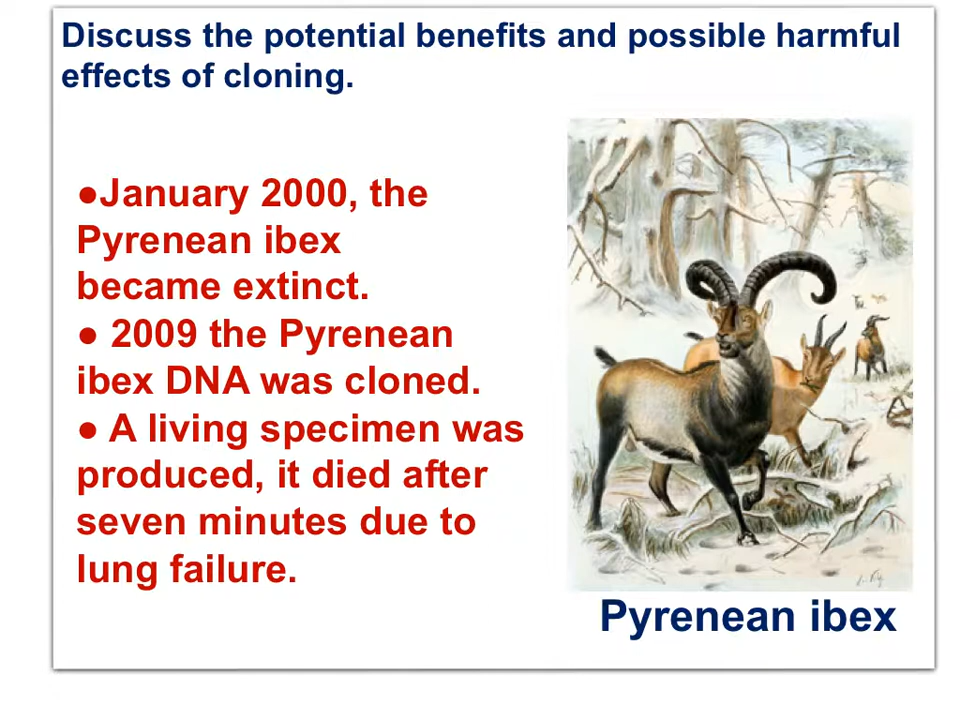 Discuss the potential benefits and possible harmful
effects of cloning.
●January 2000, the
Pyrenean ibex
became extinct.
● 2009 the Pyrenean
ibex DNA was cloned.
● A living specimen was
produced, it died after
seven minutes due to
lung failure.
Pyrenean ibex